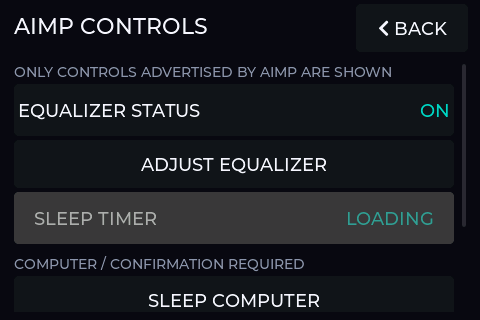 AIMP CONTROLS
BACK
ONLY CONTROLS ADVERTISED BY AIMP ARE SHOWN
EQUALIZER STATUS ON
ADJUST EQUALIZER
SLEEP TIMER LOADING
COMPUTER / CONFIRMATION REQUIRED
SLEEP COMPUTER